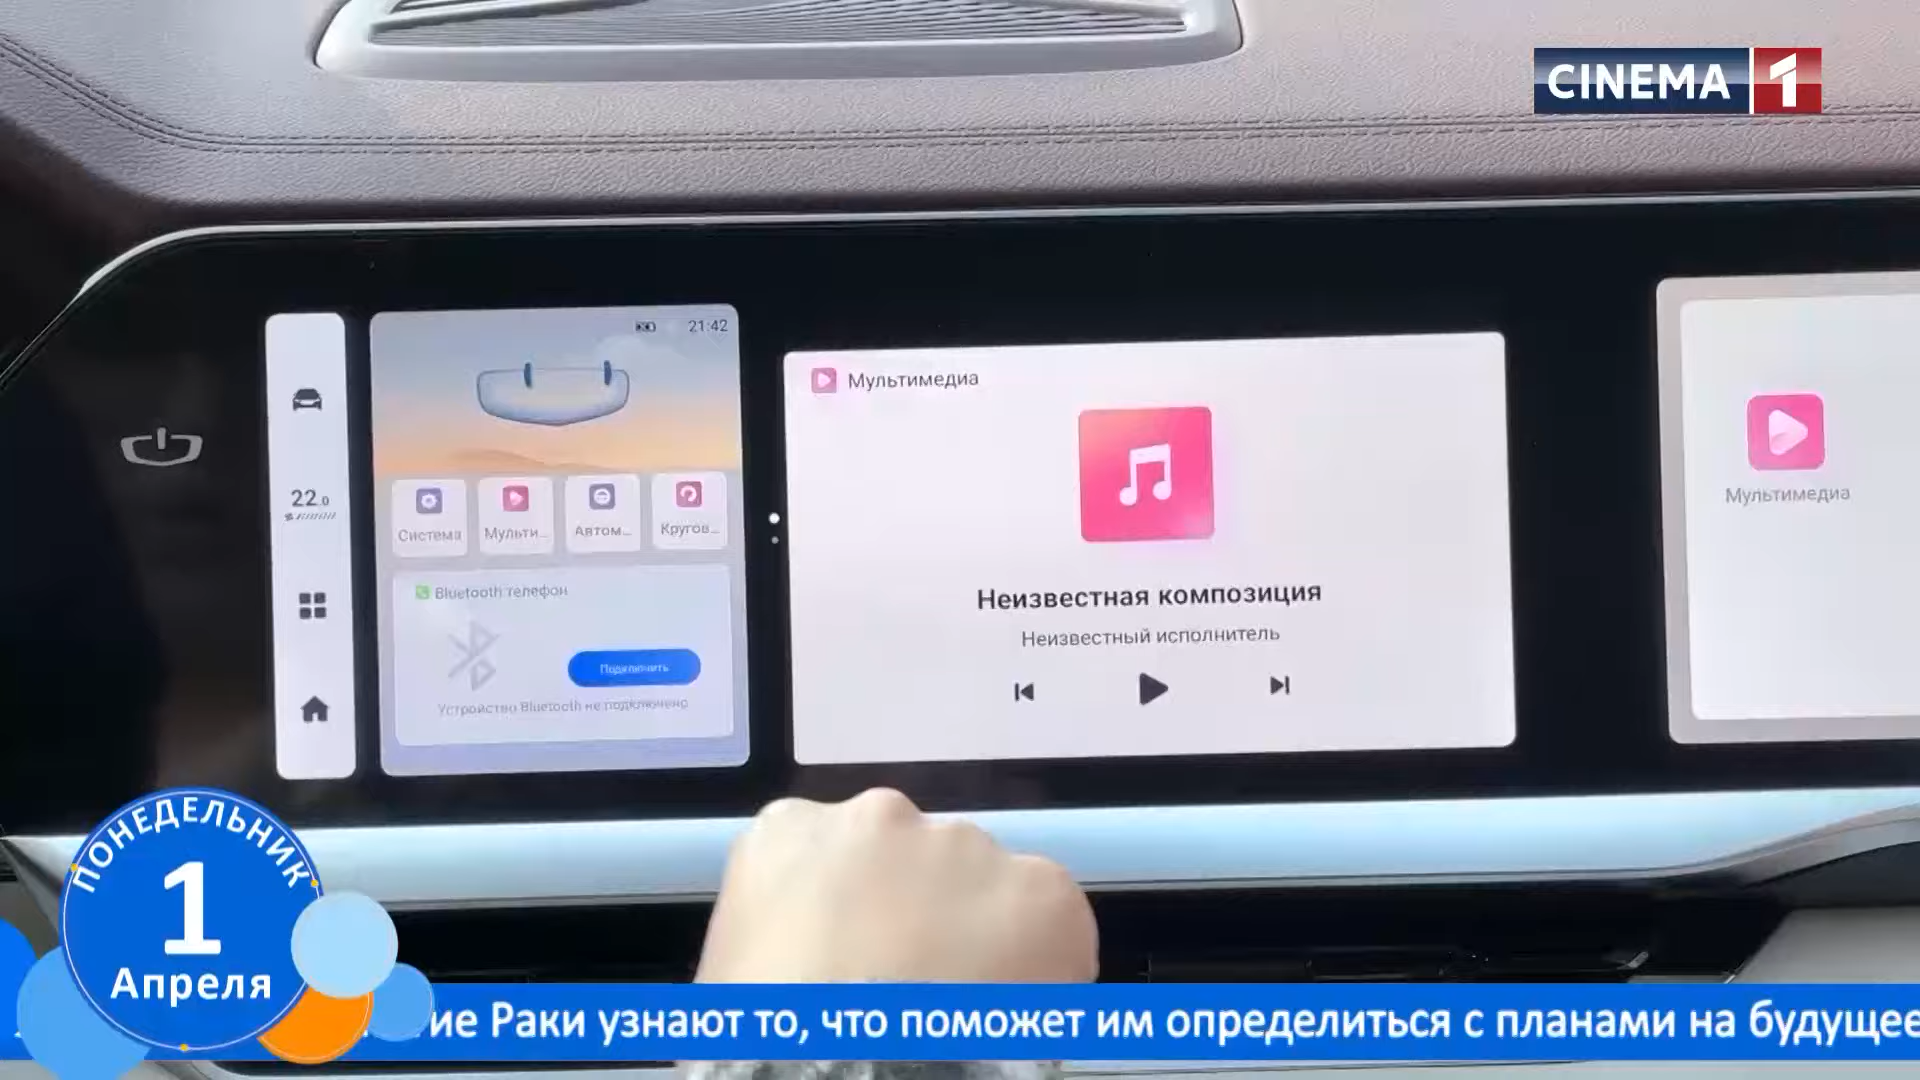 CINEMA 1
21:42
22.0
Система
Мульти...
Автом...
Кругов...
Bluetooth телефон
Подключить
Устройство Bluetooth не подключено
Мультимедиа
Неизвестная композиция
Неизвестный исполнитель
Мультимедиа
ПОНЕДЕЛЬНИК
1
Апреля
гие Раки узнают то, что поможет им определиться с планами на будущее